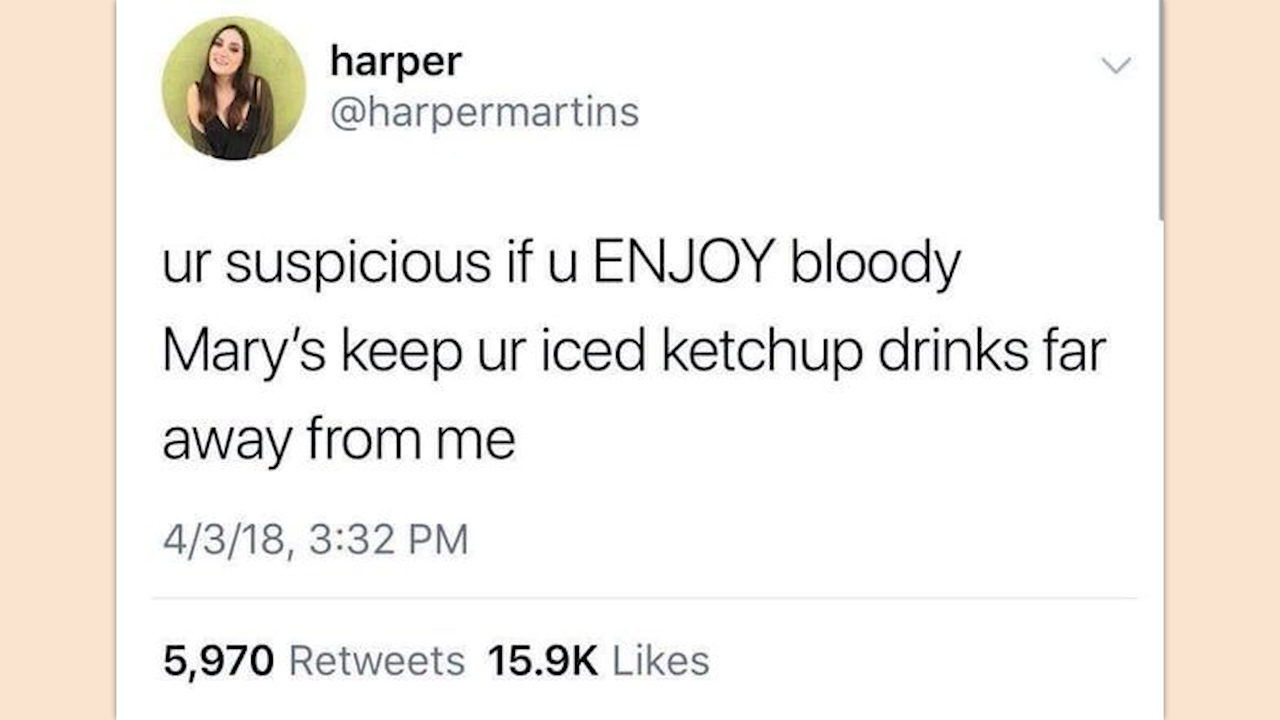 harper
@harpermartins
ur suspicious if u ENJOY bloody
Mary’s keep ur iced ketchup drinks far
away from me
4/3/18, 3:32 PM
5,970 Retweets 15.9K Likes